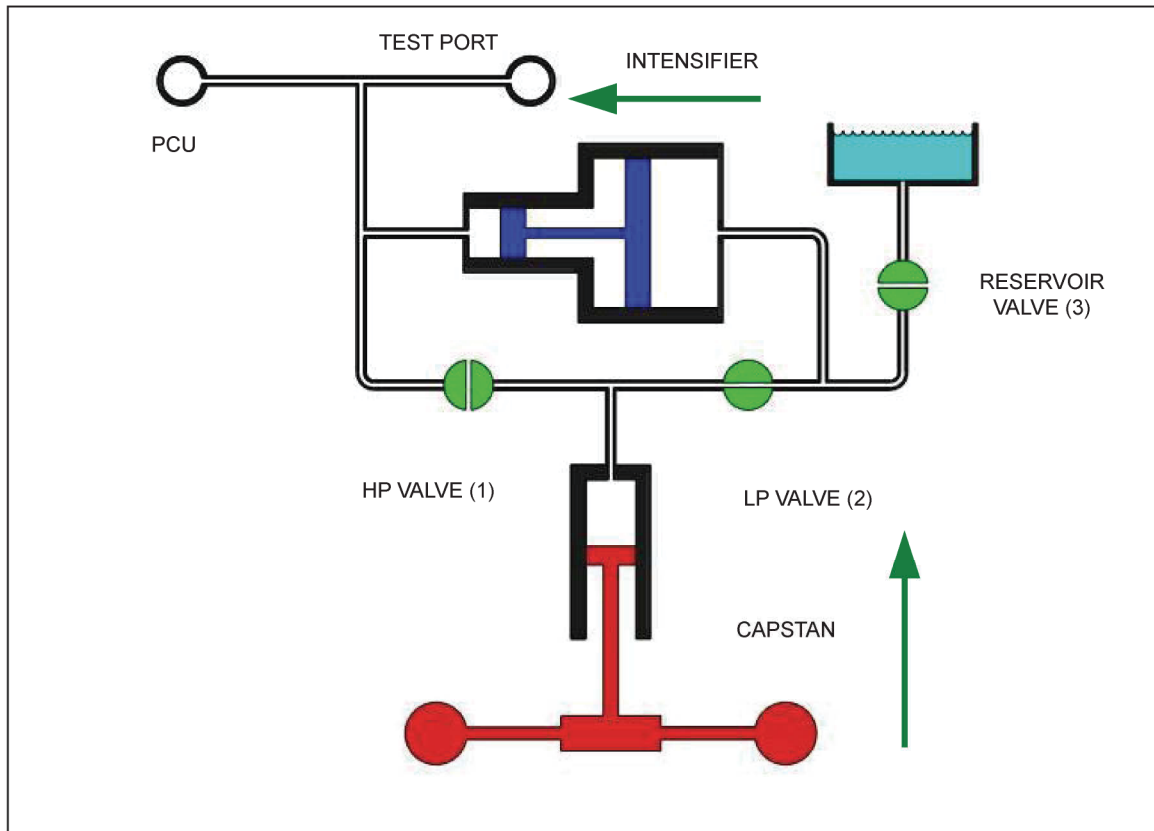 TEST PORT
INTENSIFIER
PCU
RESERVOIR
VALVE (3)
HP VALVE (1)
LP VALVE (2)
CAPSTAN